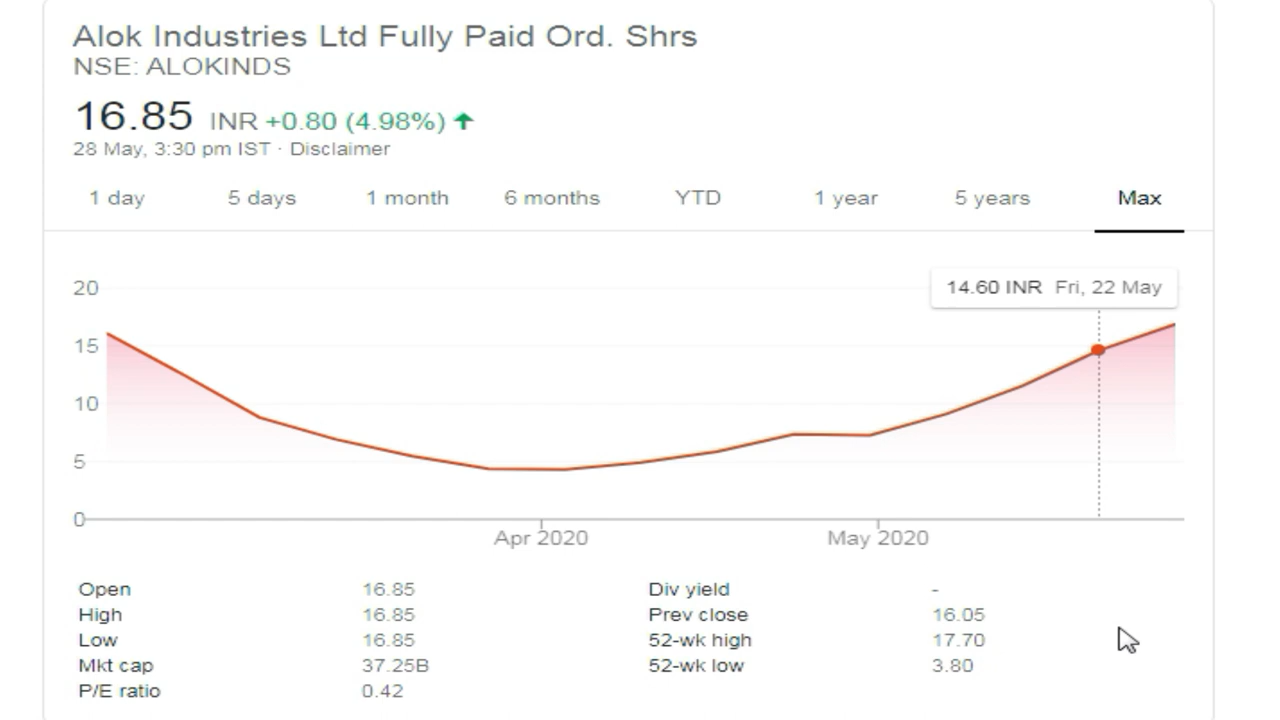 Alok Industries Ltd Fully Paid Ord. Shrs
NSE: ALOKINDS
16.85 INR +0.80 (4.98%) ↑
28 May, 3:30 pm IST · Disclaimer
1 day 5 days 1 month 6 months YTD 1 year 5 years Max
14.60 INR Fri, 22 May
20
15
10
5
0
Apr 2020 May 2020
Open 16.85 Div yield -
High 16.85 Prev close 16.05
Low 16.85 52-wk high 17.70
Mkt cap 37.25B 52-wk low 3.80
P/E ratio 0.42